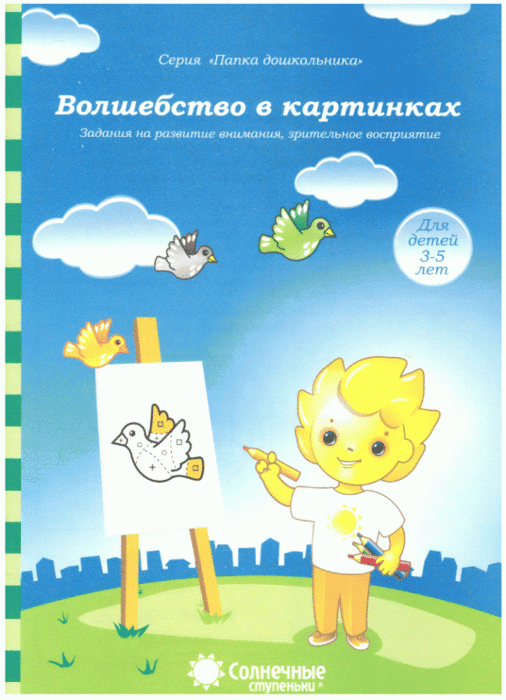 Серия «Папка дошкольника»
Волшебство в картинках
Задания на развитие внимания, зрительное восприятие
Для
детей
3-5
лет
Солнечные
ступеньки ®